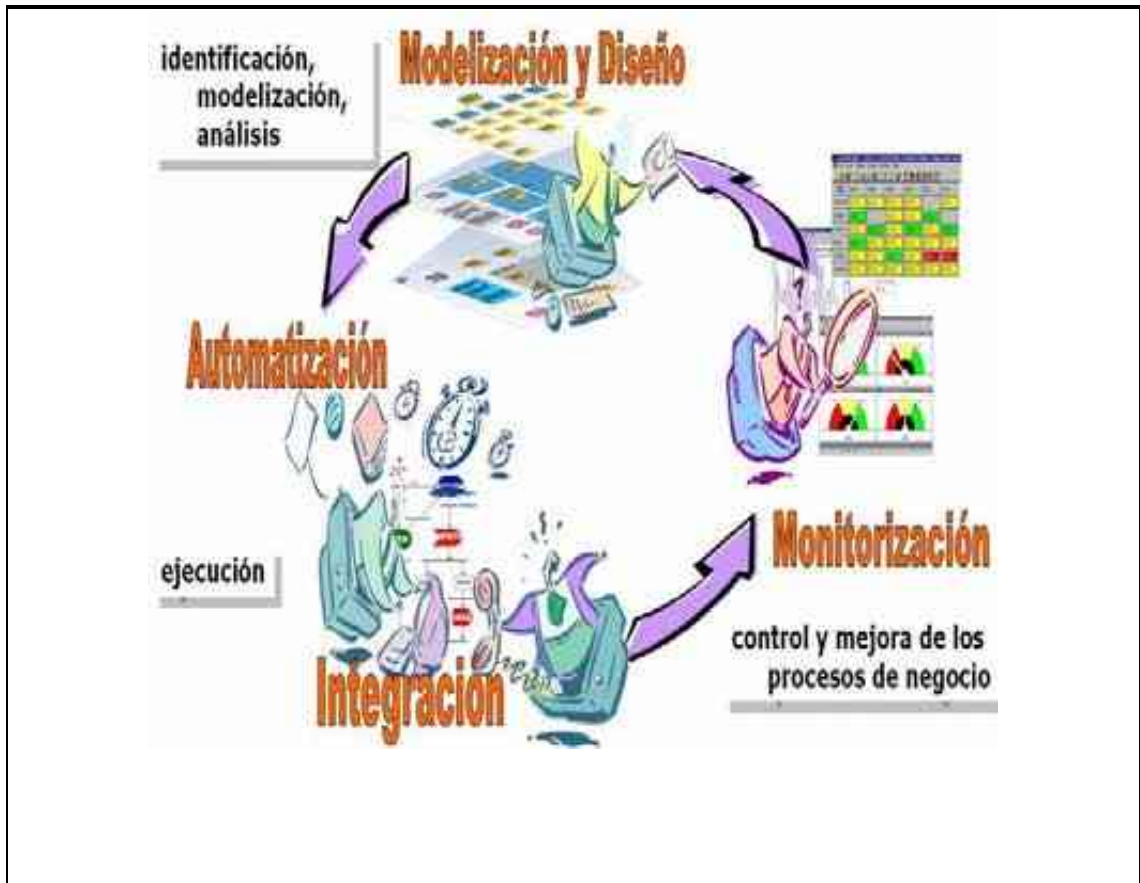 Modelización y Diseño
identificación,
modelización,
análisis
Automatización
ejecución
Integración
Monitorización
control y mejora de los
procesos de negocio